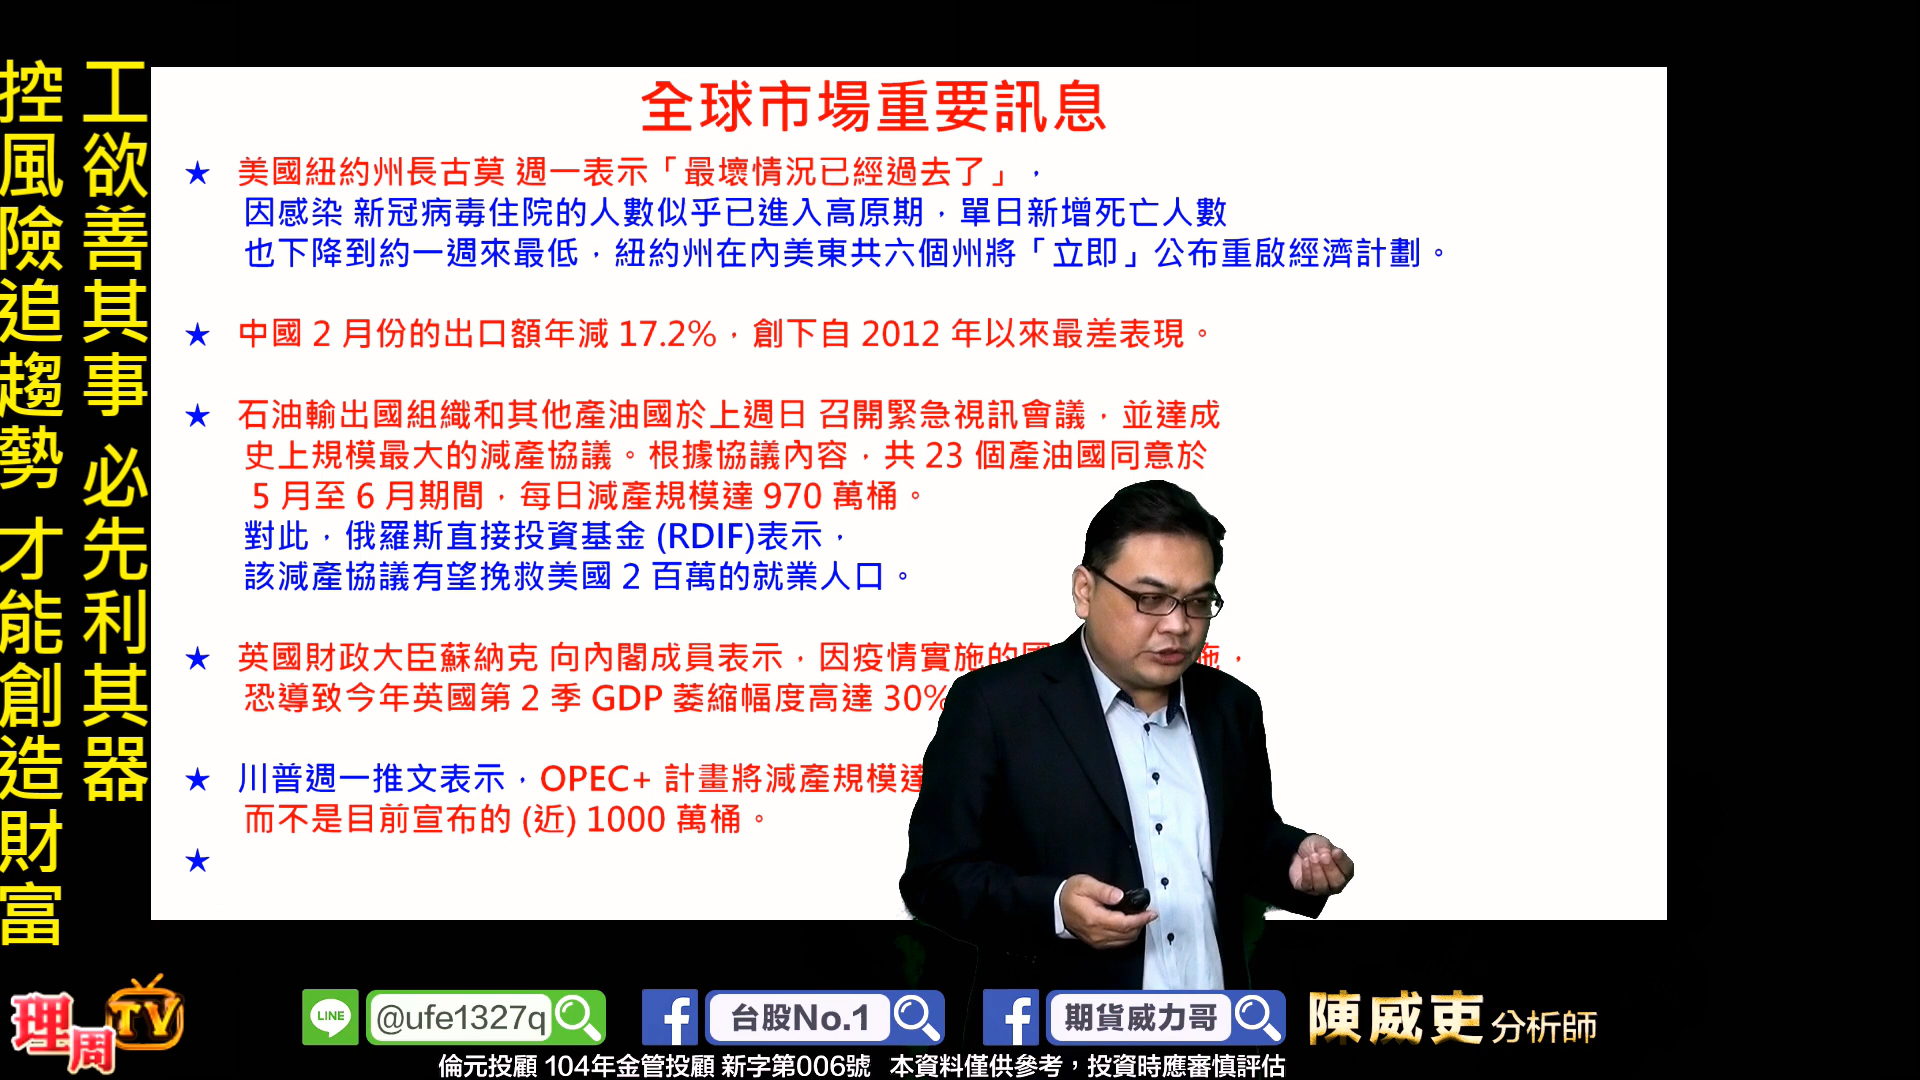 工欲善其事 必先利其器
控風險追趨勢 才能創造財富
全球市場重要訊息
★ 美國紐約州長古莫 週一表示「最壞情況已經過去了」,
因感染 新冠病毒住院的人數似乎已進入高原期,單日新增死亡人數
也下降到約一週來最低,紐約州在內美東共六個州將「立即」公布重啟經濟計劃。
★ 中國 2 月份的出口額年減 17.2%,創下自 2012 年以來最差表現。
★ 石油輸出國組織和其他產油國於上週日 召開緊急視訊會議,並達成
史上規模最大的減產協議。根據協議內容,共 23 個產油國同意於
5 月至 6 月期間,每日減產規模達 970 萬桶。
對此,俄羅斯直接投資基金 (RDIF)表示,
該減產協議有望挽救美國 2 百萬的就業人口。
★ 英國財政大臣蘇納克 向內閣成員表示,因疫情實施的 施,
恐導致今年英國第 2 季 GDP 萎縮幅度高達 30%
★ 川普週一推文表示,OPEC+ 計畫將減產規模達
而不是目前宣布的 (近) 1000 萬桶。
★
理周TV
LINE @ufe1327q
f 台股No.1
f 期貨威力哥
陳威吏 分析師
倫元投顧 104年金管投顧 新字第006號 本資料僅供參考,投資時應審慎評估